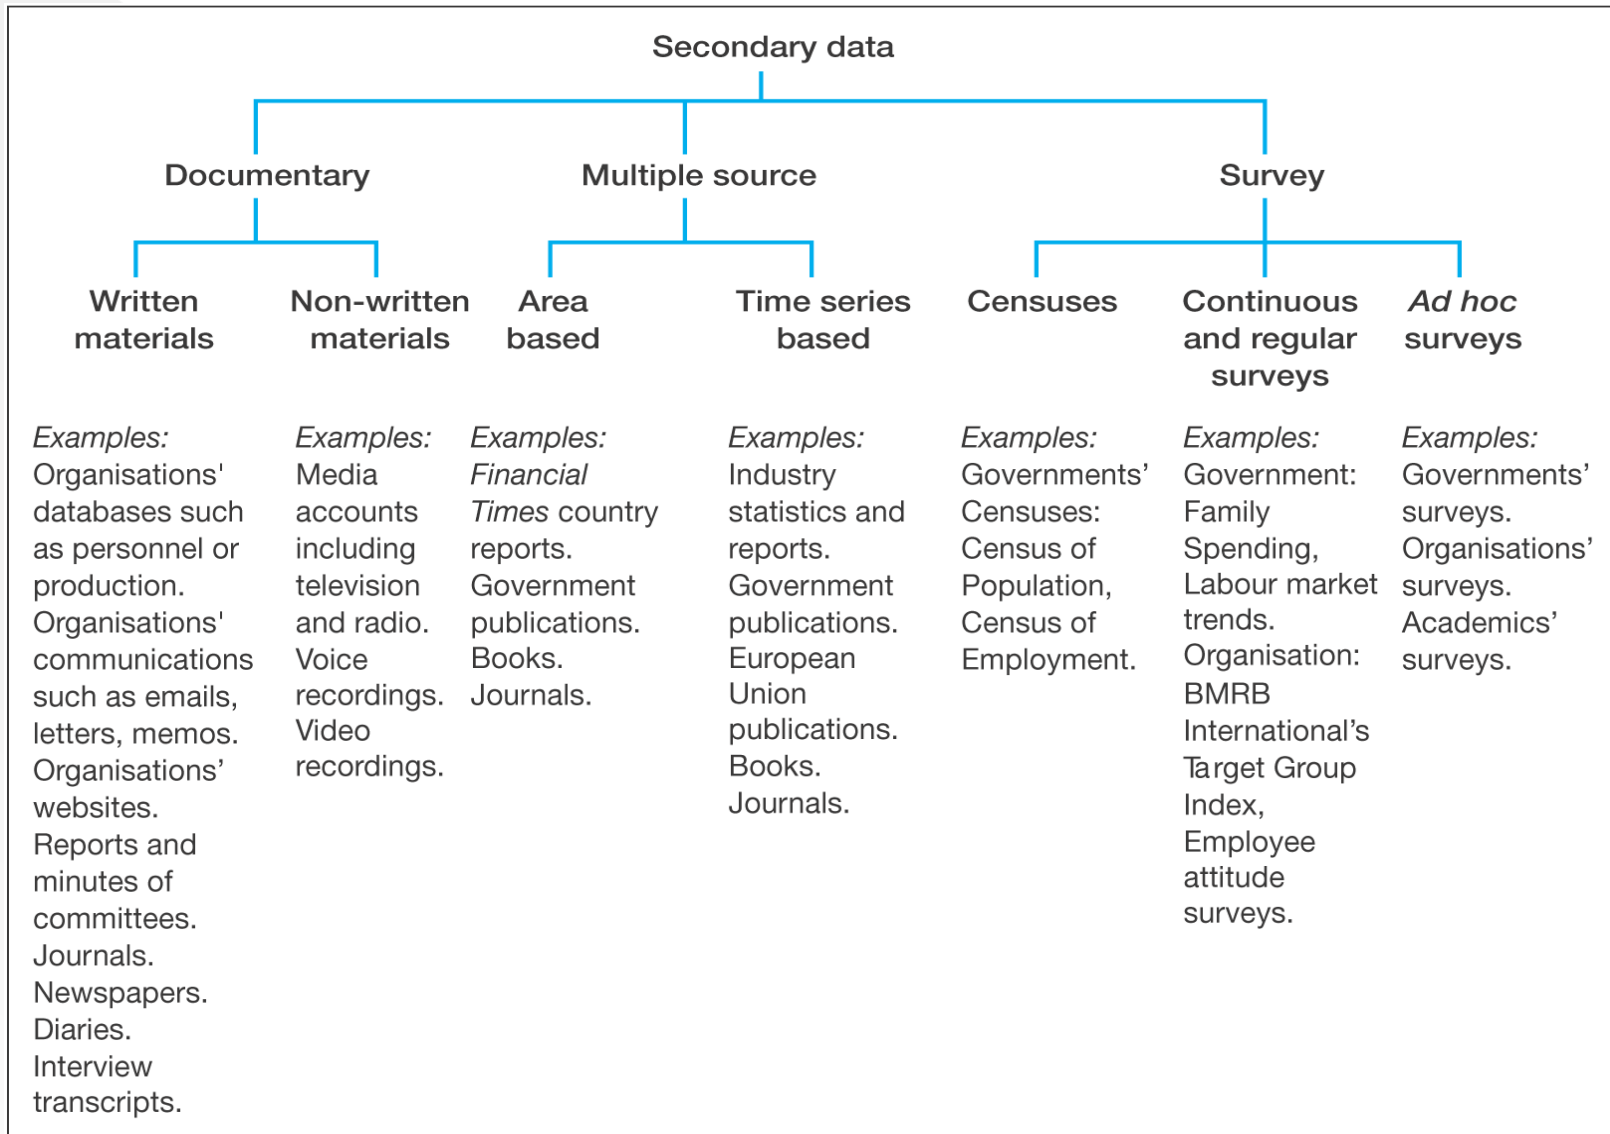 Secondary data
Documentary
Multiple source
Survey
Written
materials
Non-written
materials
Area
based
Time series
based
Censuses
Continuous
and regular
surveys
Ad hoc
surveys
Examples:
Organisations'
databases such
as personnel or
production.
Organisations'
communications
such as emails,
letters, memos.
Organisations’
websites.
Reports and
minutes of
committees.
Journals.
Newspapers.
Diaries.
Interview
transcripts.
Examples:
Media
accounts
including
television
and radio.
Voice
recordings.
Video
recordings.
Examples:
Financial
Times country
reports.
Government
publications.
Books.
Journals.
Examples:
Industry
statistics and
reports.
Government
publications.
European
Union
publications.
Books.
Journals.
Examples:
Governments’
Censuses:
Census of
Population,
Census of
Employment.
Examples:
Government:
Family
Spending,
Labour market
trends.
Organisation:
BMRB
International’s
Target Group
Index,
Employee
attitude
surveys.
Examples:
Governments’
surveys.
Organisations’
surveys.
Academics’
surveys.